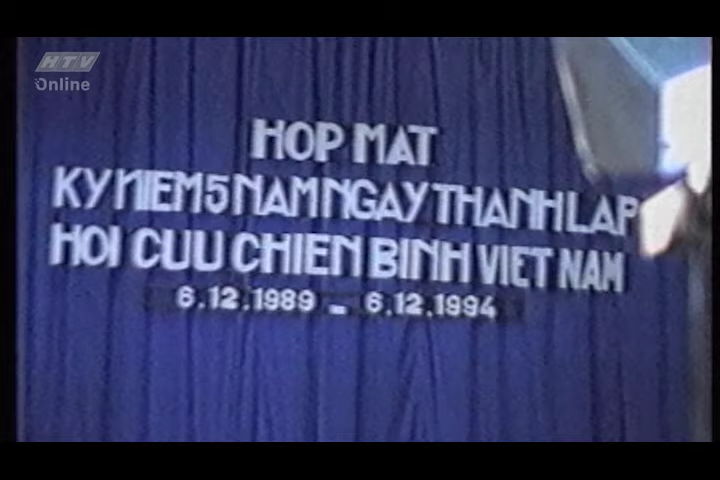 HTV
Online
HOP MAT
KY NIEM 5 NAM NGAY THANH LAP
HOI CUU CHIEN BINH VIET NAM
6.12.1989 - 6.12.1994